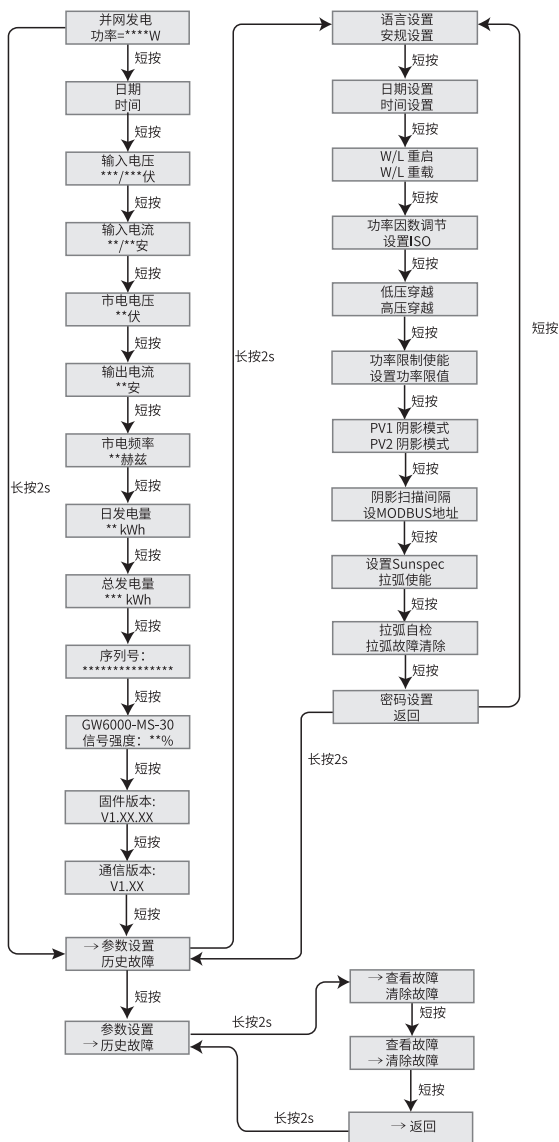 并网发电
功率=****W
短按
日期
时间
短按
输入电压
***/***伏
短按
输入电流
**/**安
短按
市电电压
**伏
短按
输出电流
**安
短按
市电频率
**赫兹
短按
日发电量
** kWh
短按
总发电量
*** kWh
短按
序列号：
***************
短按
GW6000-MS-30
信号强度：**%
短按
固件版本:
V1.XX.XX
短按
通信版本:
V1.XX
短按
→参数设置
历史故障
短按
参数设置
→历史故障
长按2s
长按2s
语言设置
安规设置
短按
日期设置
时间设置
短按
W/L 重启
W/L 重载
短按
功率因数调节
设置ISO
短按
低压穿越
高压穿越
短按
功率限制使能
设置功率限值
短按
PV1 阴影模式
PV2 阴影模式
短按
阴影扫描间隔
设MODBUS地址
短按
设置Sunspec
拉弧使能
短按
拉弧自检
拉弧故障清除
短按
密码设置
返回
短按
长按2s
长按2s
→查看故障
清除故障
短按
查看故障
→清除故障
短按
→ 返回
长按2s